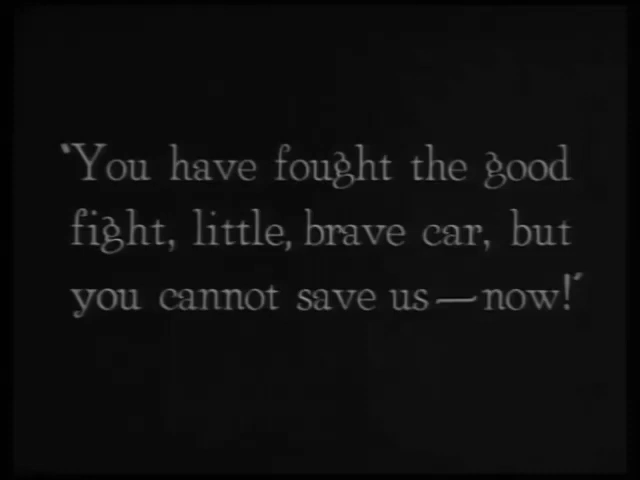 "You have fought the good
fight, little, brave car, but
you cannot save us—now!"